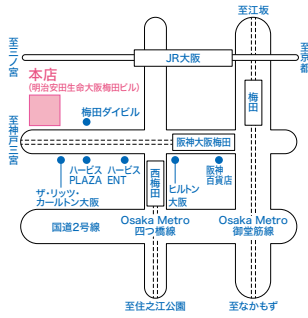 至江坂
至三ノ宮
JR大阪
至京都
本店
(明治安田生命大阪梅田ビル)
梅田
梅田ダイビル
至神戸三宮
阪神大阪梅田
ハービス
PLAZA
ハービス
ENT
西梅田
ヒルトン
大阪
阪神
百貨店
ザ・リッツ・
カールトン大阪
国道2号線
Osaka Metro
四つ橋線
Osaka Metro
御堂筋線
至住之江公園
至なかもず